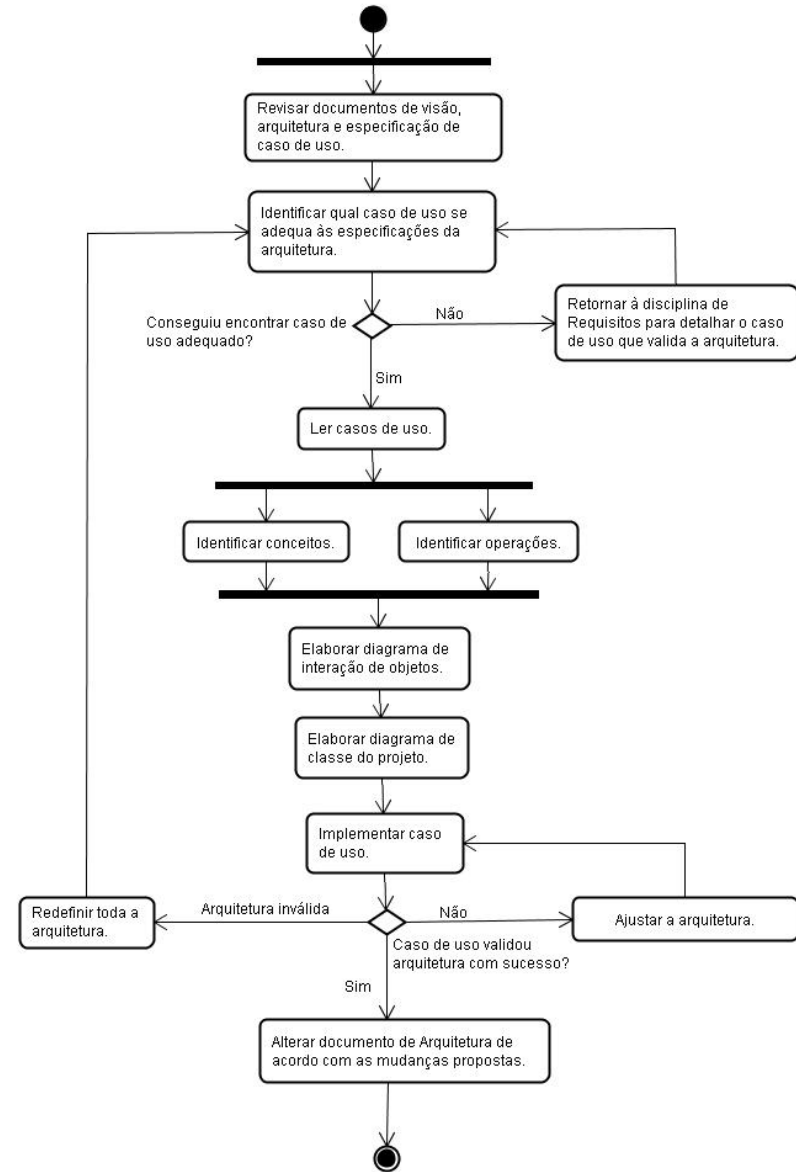 Revisar documentos de visão,
arquitetura e especificação de
caso de uso.
Identificar qual caso de uso se
adequa às especificações da
arquitetura.
Conseguiu encontrar caso de
uso adequado?
Não
Retornar à disciplina de
Requisitos para detalhar o caso
de uso que valida a arquitetura.
Sim
Ler casos de uso.
Identificar conceitos.
Identificar operações.
Elaborar diagrama de
interação de objetos.
Elaborar diagrama de
classe do projeto.
Implementar caso
de uso.
Redefinir toda a
arquitetura.
Arquitetura inválida
Não
Ajustar a arquitetura.
Caso de uso validou
arquitetura com sucesso?
Sim
Alterar documento de Arquitetura de
acordo com as mudanças propostas.